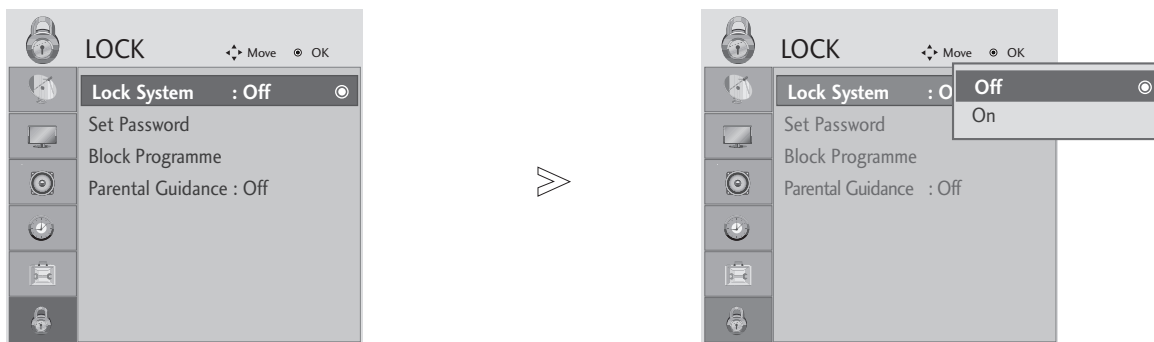 LOCK Move OK
Lock System : Off
Set Password
Block Programme
Parental Guidance : Off
LOCK Move OK
Lock System : O
Off
On
Set Password
Block Programme
Parental Guidance : Off